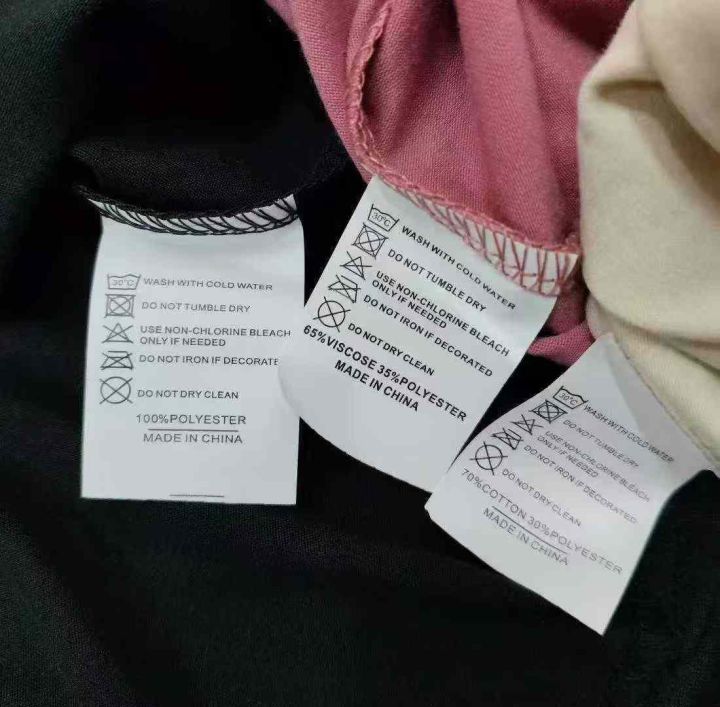 30°C WASH WITH COLD WATER
DO NOT TUMBLE DRY
USE NON-CHLORINE BLEACH
ONLY IF NEEDED
DO NOT IRON IF DECORATE
DO NOT DRY CLEAN
100%POLYESTER
MADE IN CHINA
30°C WASH WITH COLD WATER
DO NOT TUMBLE DRY
USE NON-CHLORINE BLEACH
ONLY IF NEEDED
DO NOT IRON IF DECORATED
DO NOT DRY CLEAN
65%VISCOSE 35%POLYESTER
MADE IN CHINA
30°C WASH WITH COLD WATER
DO NOT TUMBLE DRY
USE NON-CHLORINE BLEACH
ONLY IF NEEDED
DO NOT IRON IF DECORATED
DO NOT DRY CLEAN
70%COTTON 30%POLYESTER
MADE IN CHINA